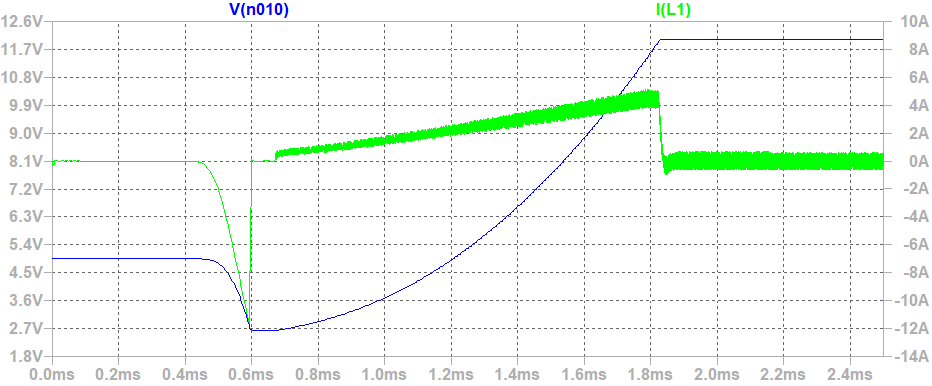 V(n010) I(L1)
12.6V 10A
11.7V 8A
10.8V 6A
9.9V 4A
9.0V 2A
8.1V 0A
7.2V -2A
6.3V -4A
5.4V -6A
4.5V -8A
3.6V -10A
2.7V -12A
1.8V -14A
0.0ms 0.2ms 0.4ms 0.6ms 0.8ms 1.0ms 1.2ms 1.4ms 1.6ms 1.8ms 2.0ms 2.2ms 2.4ms